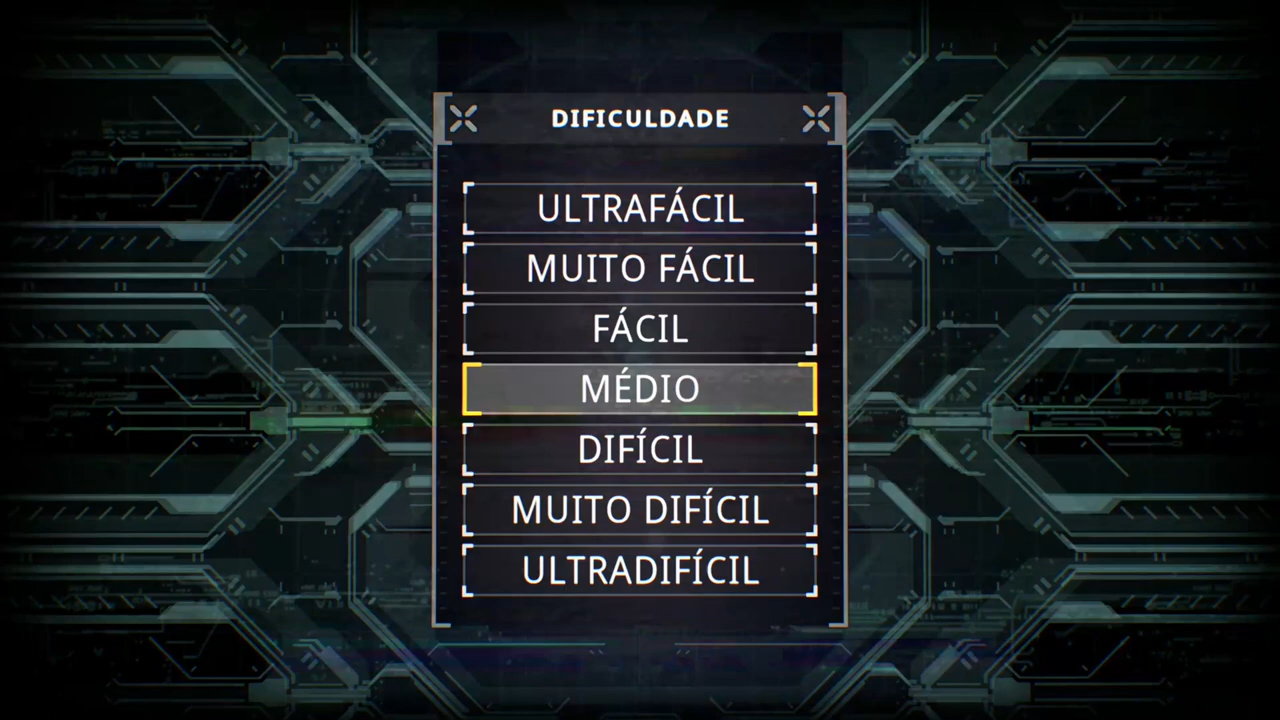 DIFICULDADE
ULTRAFÁCIL
MUITO FÁCIL
FÁCIL
MÉDIO
DIFÍCIL
MUITO DIFÍCIL
ULTRADIFÍCIL